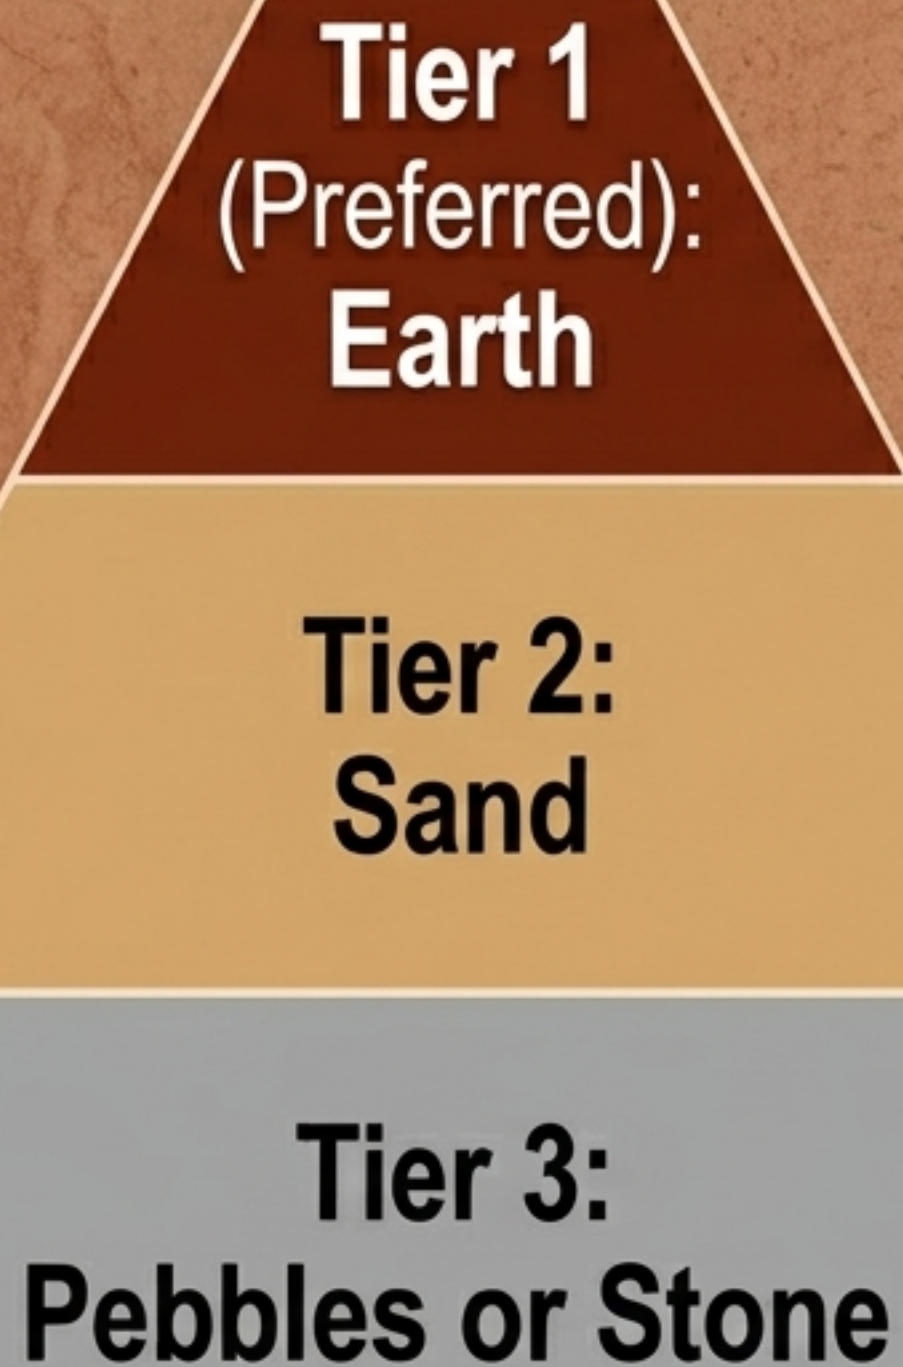 Tier 1
(Preferred):
Earth
Tier 2:
Sand
Tier 3:
Pebbles or Stone